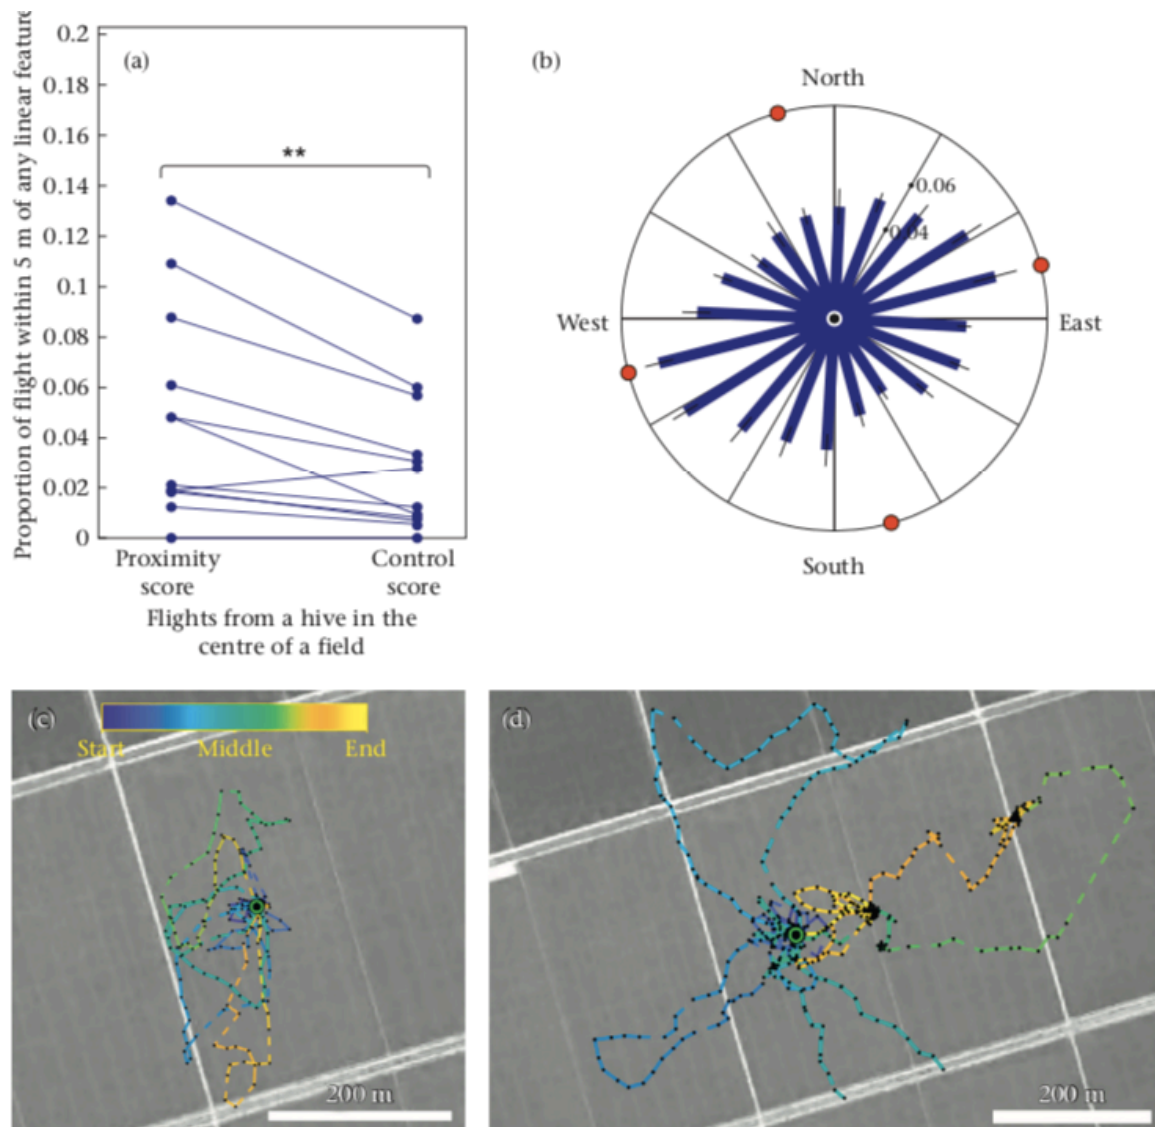 Proportion of flight within 5 m of any linear feature
0.2
0.18
0.16
0.14
0.12
0.1
0.08
0.06
0.04
0.02
0
(a)
**
Proximity
score
Control
score
Flights from a hive in the
centre of a field
(b)
North
0.06
0.04
West
East
South
(c)
Start
Middle
End
200 m
(d)
200 m